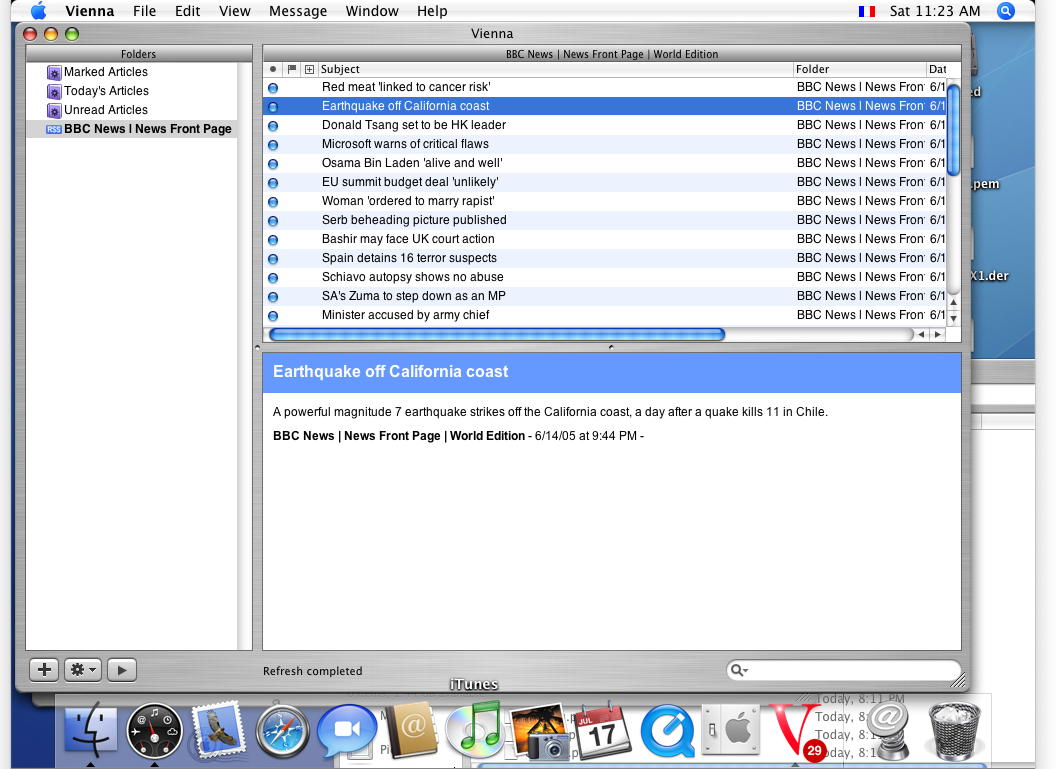 Vienna File Edit View Message Window Help Sat 11:23 AM
Vienna
Folders
Marked Articles
Today's Articles
Unread Articles
RSS BBC News | News Front Page
BBC News | News Front Page | World Edition
Subject Folder Dat
Red meat 'linked to cancer risk' BBC News | News Fron 6/1
Earthquake off California coast BBC News | News Fron 6/1
Donald Tsang set to be HK leader BBC News | News Fron 6/1
Microsoft warns of critical flaws BBC News | News Fron 6/1
Osama Bin Laden 'alive and well' BBC News | News Fron 6/1
EU summit budget deal 'unlikely' BBC News | News Fron 6/1
Woman 'ordered to marry rapist' BBC News | News Fron 6/1
Serb beheading picture published BBC News | News Fron 6/1
Bashir may face UK court action BBC News | News Fron 6/1
Spain detains 16 terror suspects BBC News | News Fron 6/1
Schiavo autopsy shows no abuse BBC News | News Fron 6/1
SA's Zuma to step down as an MP BBC News | News Fron 6/1
Minister accused by army chief BBC News | News Fron 6/1
ed
.pem
X1.der
Earthquake off California coast
A powerful magnitude 7 earthquake strikes off the California coast, a day after a quake kills 11 in Chile.
BBC News | News Front Page | World Edition - 6/14/05 at 9:44 PM -
Refresh completed
iTunes
Today, 8:11 PM
Today, 8:
JUL
17
29